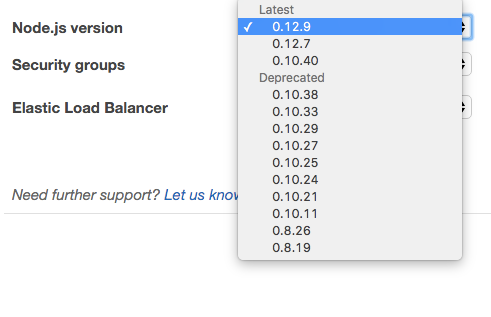 Latest
Node.js version
✓ 0.12.9
0.12.7
Security groups
0.10.40
Deprecated
0.10.38
Elastic Load Balancer
0.10.33
0.10.29
0.10.27
0.10.25
0.10.24
Need further support? Let us know
0.10.21
0.10.11
0.8.26
0.8.19